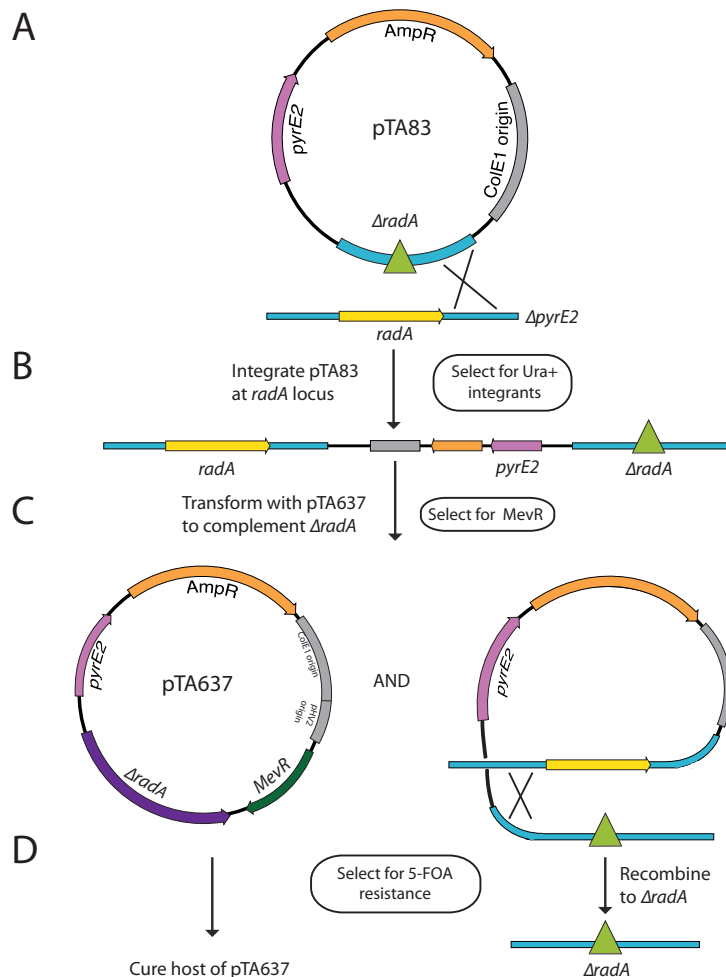 A
AmpR
pyrE2
pTA83
ColE1 origin
ΔradA
ΔpyrE2
radA
B
Integrate pTA83
at radA locus
Select for Ura+
integrants
radA
pyrE2
ΔradA
Transform with pTA637
to complement ΔradA
Select for MevR
C
AmpR
pyrE2
pTA637
ColE1 origin
pHV2
origin
MevR
ΔradA
AND
pyrE2
D
Select for 5-FOA
resistance
Recombine
to ΔradA
Cure host of pTA637
ΔradA